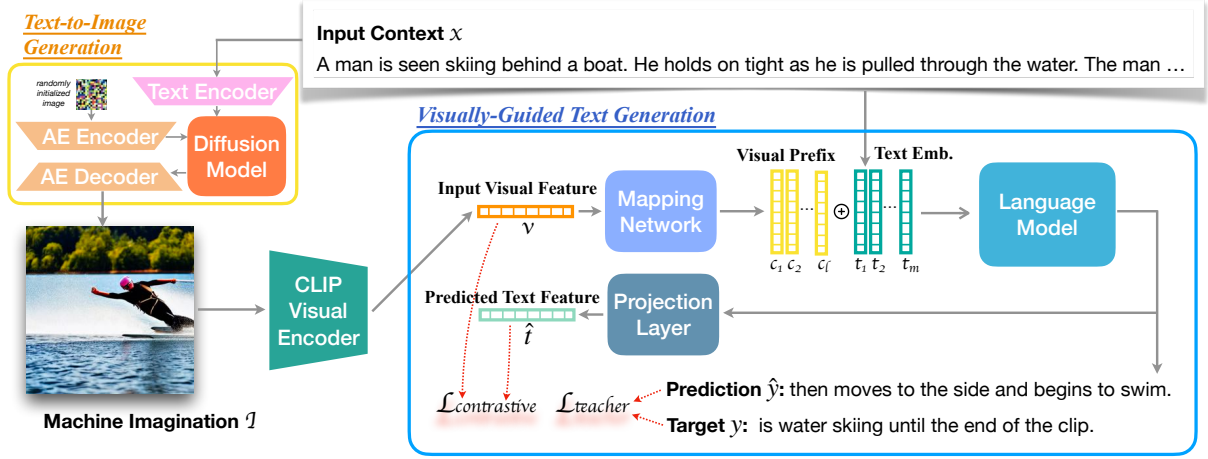 Text-to-Image
Generation
Input Context x
A man is seen skiing behind a boat. He holds on tight as he is pulled through the water. The man ...
randomly
initialized
image
Text Encoder
AE Encoder
Diffusion
Model
AE Decoder
Visually-Guided Text Generation
Visual Prefix
Text Emb.
Input Visual Feature
v
Mapping
Network
...
⊕
...
Language
Model
c₁ c₂ cₗ t₁ t₂ tₘ
CLIP
Visual
Encoder
Predicted Text Feature
t̂
Projection
Layer
ℒcontrastive
ℒteacher
Prediction ŷ: then moves to the side and begins to swim.
Target y: is water skiing until the end of the clip.
Machine Imagination ℐ